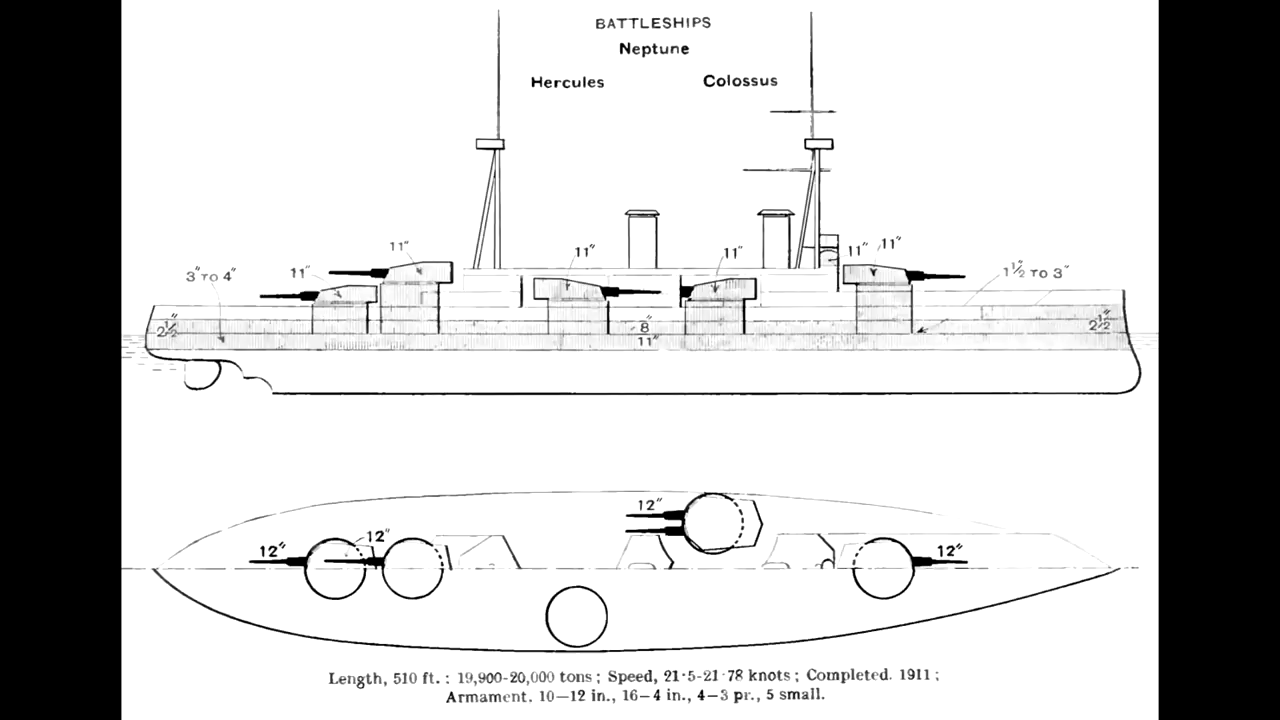 BATTLESHIPS
Neptune
Hercules Colossus
11"
11" 11"
11" 11"
3" TO 4" 11" 1½" TO 3"
2½" 8" 2½"
11"
12"
12" 12" 12"
Length, 510 ft. : 19,900-20,000 tons ; Speed, 21·5-21·78 knots ; Completed. 1911 ;
Armament. 10—12 in., 16—4 in., 4—3 pr., 5 small.